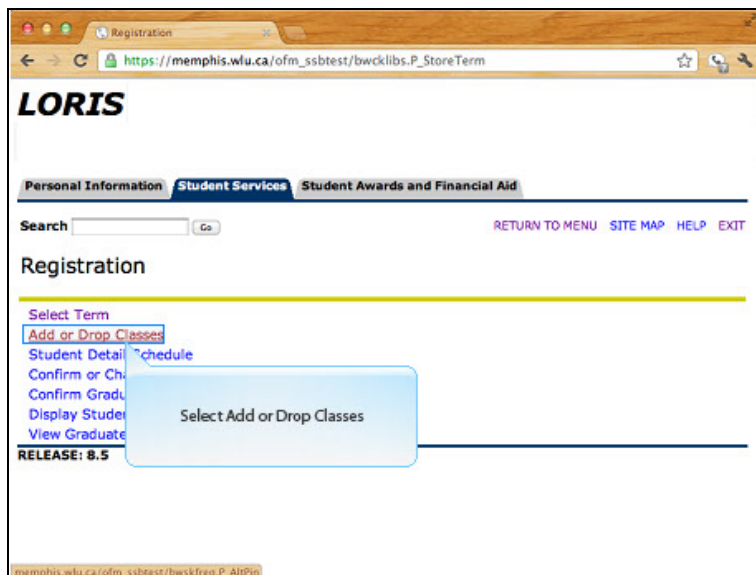 Registration
https://memphis.wlu.ca/ofm_ssbtest/bwcklibs.P_StoreTerm
LORIS
Personal Information Student Services Student Awards and Financial Aid
Search Go RETURN TO MENU SITE MAP HELP EXIT
Registration
Select Term
Add or Drop Classes
Student Detail Schedule
Confirm or Cha
Confirm Gradu
Display Studen
View Graduate
Select Add or Drop Classes
RELEASE: 8.5
memphis.wlu.ca/ofm_ssbtest/bwskfreg.P_AltPin